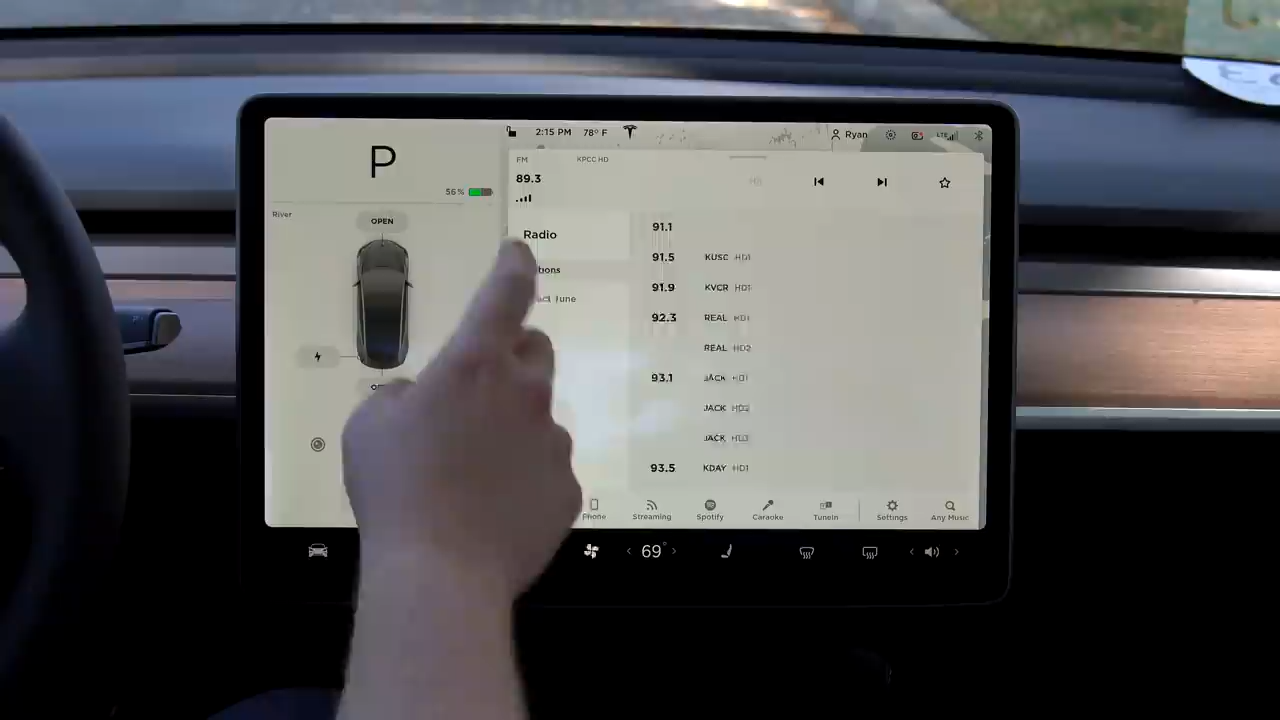 P
56%
River
OPEN
2:15 PM 78° F
Ryan
LTE
FM KPCC HD
89.3
HD
Radio
91.1
91.5 KUSC HD1
91.9 KVCR HD1
92.3 REAL HD1
REAL HD2
93.1 JACK HD1
JACK HD2
JACK HD3
93.5 KDAY HD1
Phone Streaming Spotify Caraoke TuneIn Settings Any Music
69°